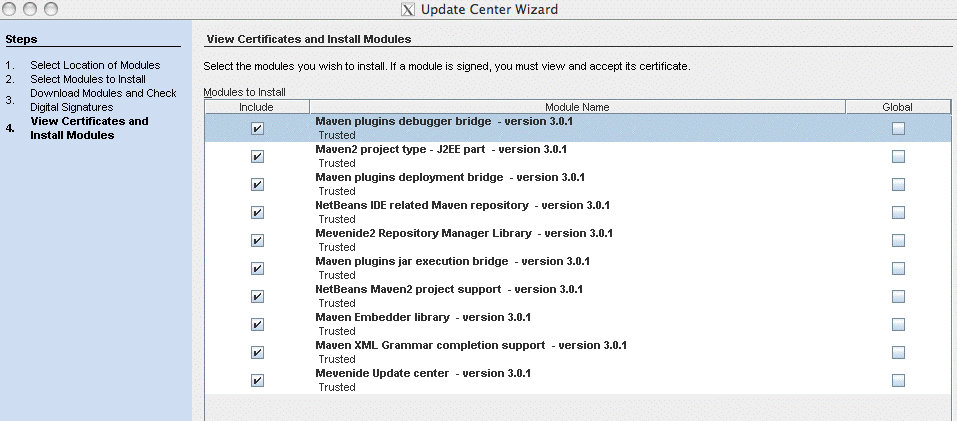 Update Center Wizard
Steps
1. Select Location of Modules
2. Select Modules to Install
3. Download Modules and Check
Digital Signatures
4. View Certificates and
Install Modules
View Certificates and Install Modules
Select the modules you wish to install. If a module is signed, you must view and accept its certificate.
Modules to Install
Include Module Name Global
Maven plugins debugger bridge - version 3.0.1
Trusted
Maven2 project type - J2EE part - version 3.0.1
Trusted
Maven plugins deployment bridge - version 3.0.1
Trusted
NetBeans IDE related Maven repository - version 3.0.1
Trusted
Mevenide2 Repository Manager Library - version 3.0.1
Trusted
Maven plugins jar execution bridge - version 3.0.1
Trusted
NetBeans Maven2 project support - version 3.0.1
Trusted
Maven Embedder library - version 3.0.1
Trusted
Maven XML Grammar completion support - version 3.0.1
Trusted
Mevenide Update center - version 3.0.1
Trusted